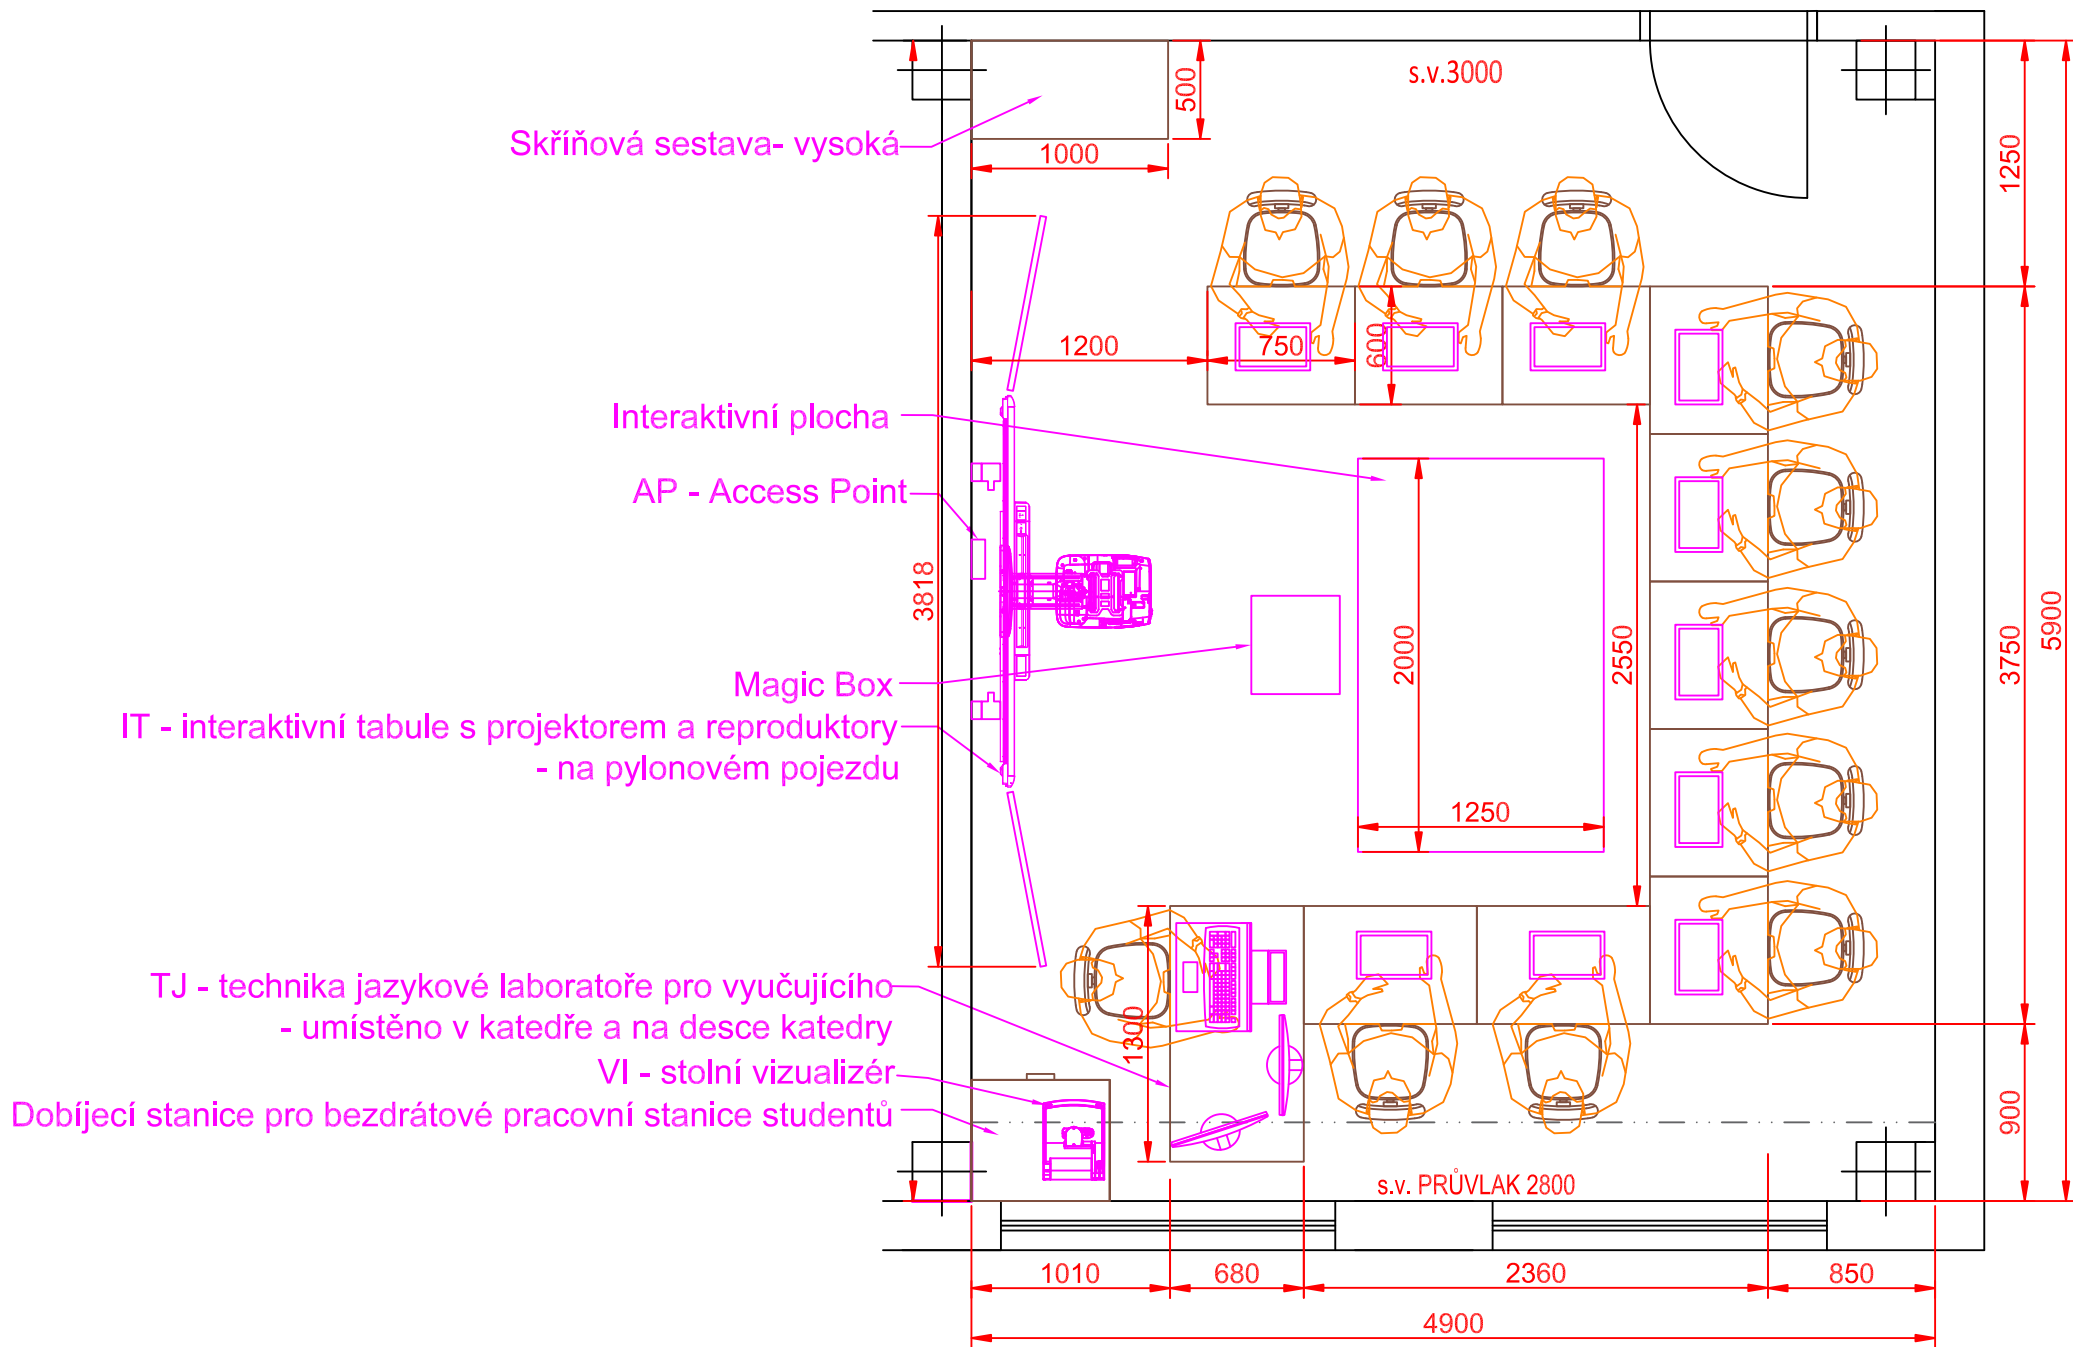 s.v.3000
500
Skříňová sestava- vysoká
1000
1250
1200
750
600
Interaktivní plocha
AP - Access Point
3818
2000
2550
3750
5900
Magic Box
IT - interaktivní tabule s projektorem a reproduktory
- na pylonovém pojezdu
1250
TJ - technika jazykové laboratoře pro vyučujícího
- umístěno v katedře a na desce katedry
1300
VI - stolní vizualizér
Dobíjecí stanice pro bezdrátové pracovní stanice studentů
900
s.v. PRŮVLAK 2800
1010
680
2360
850
4900